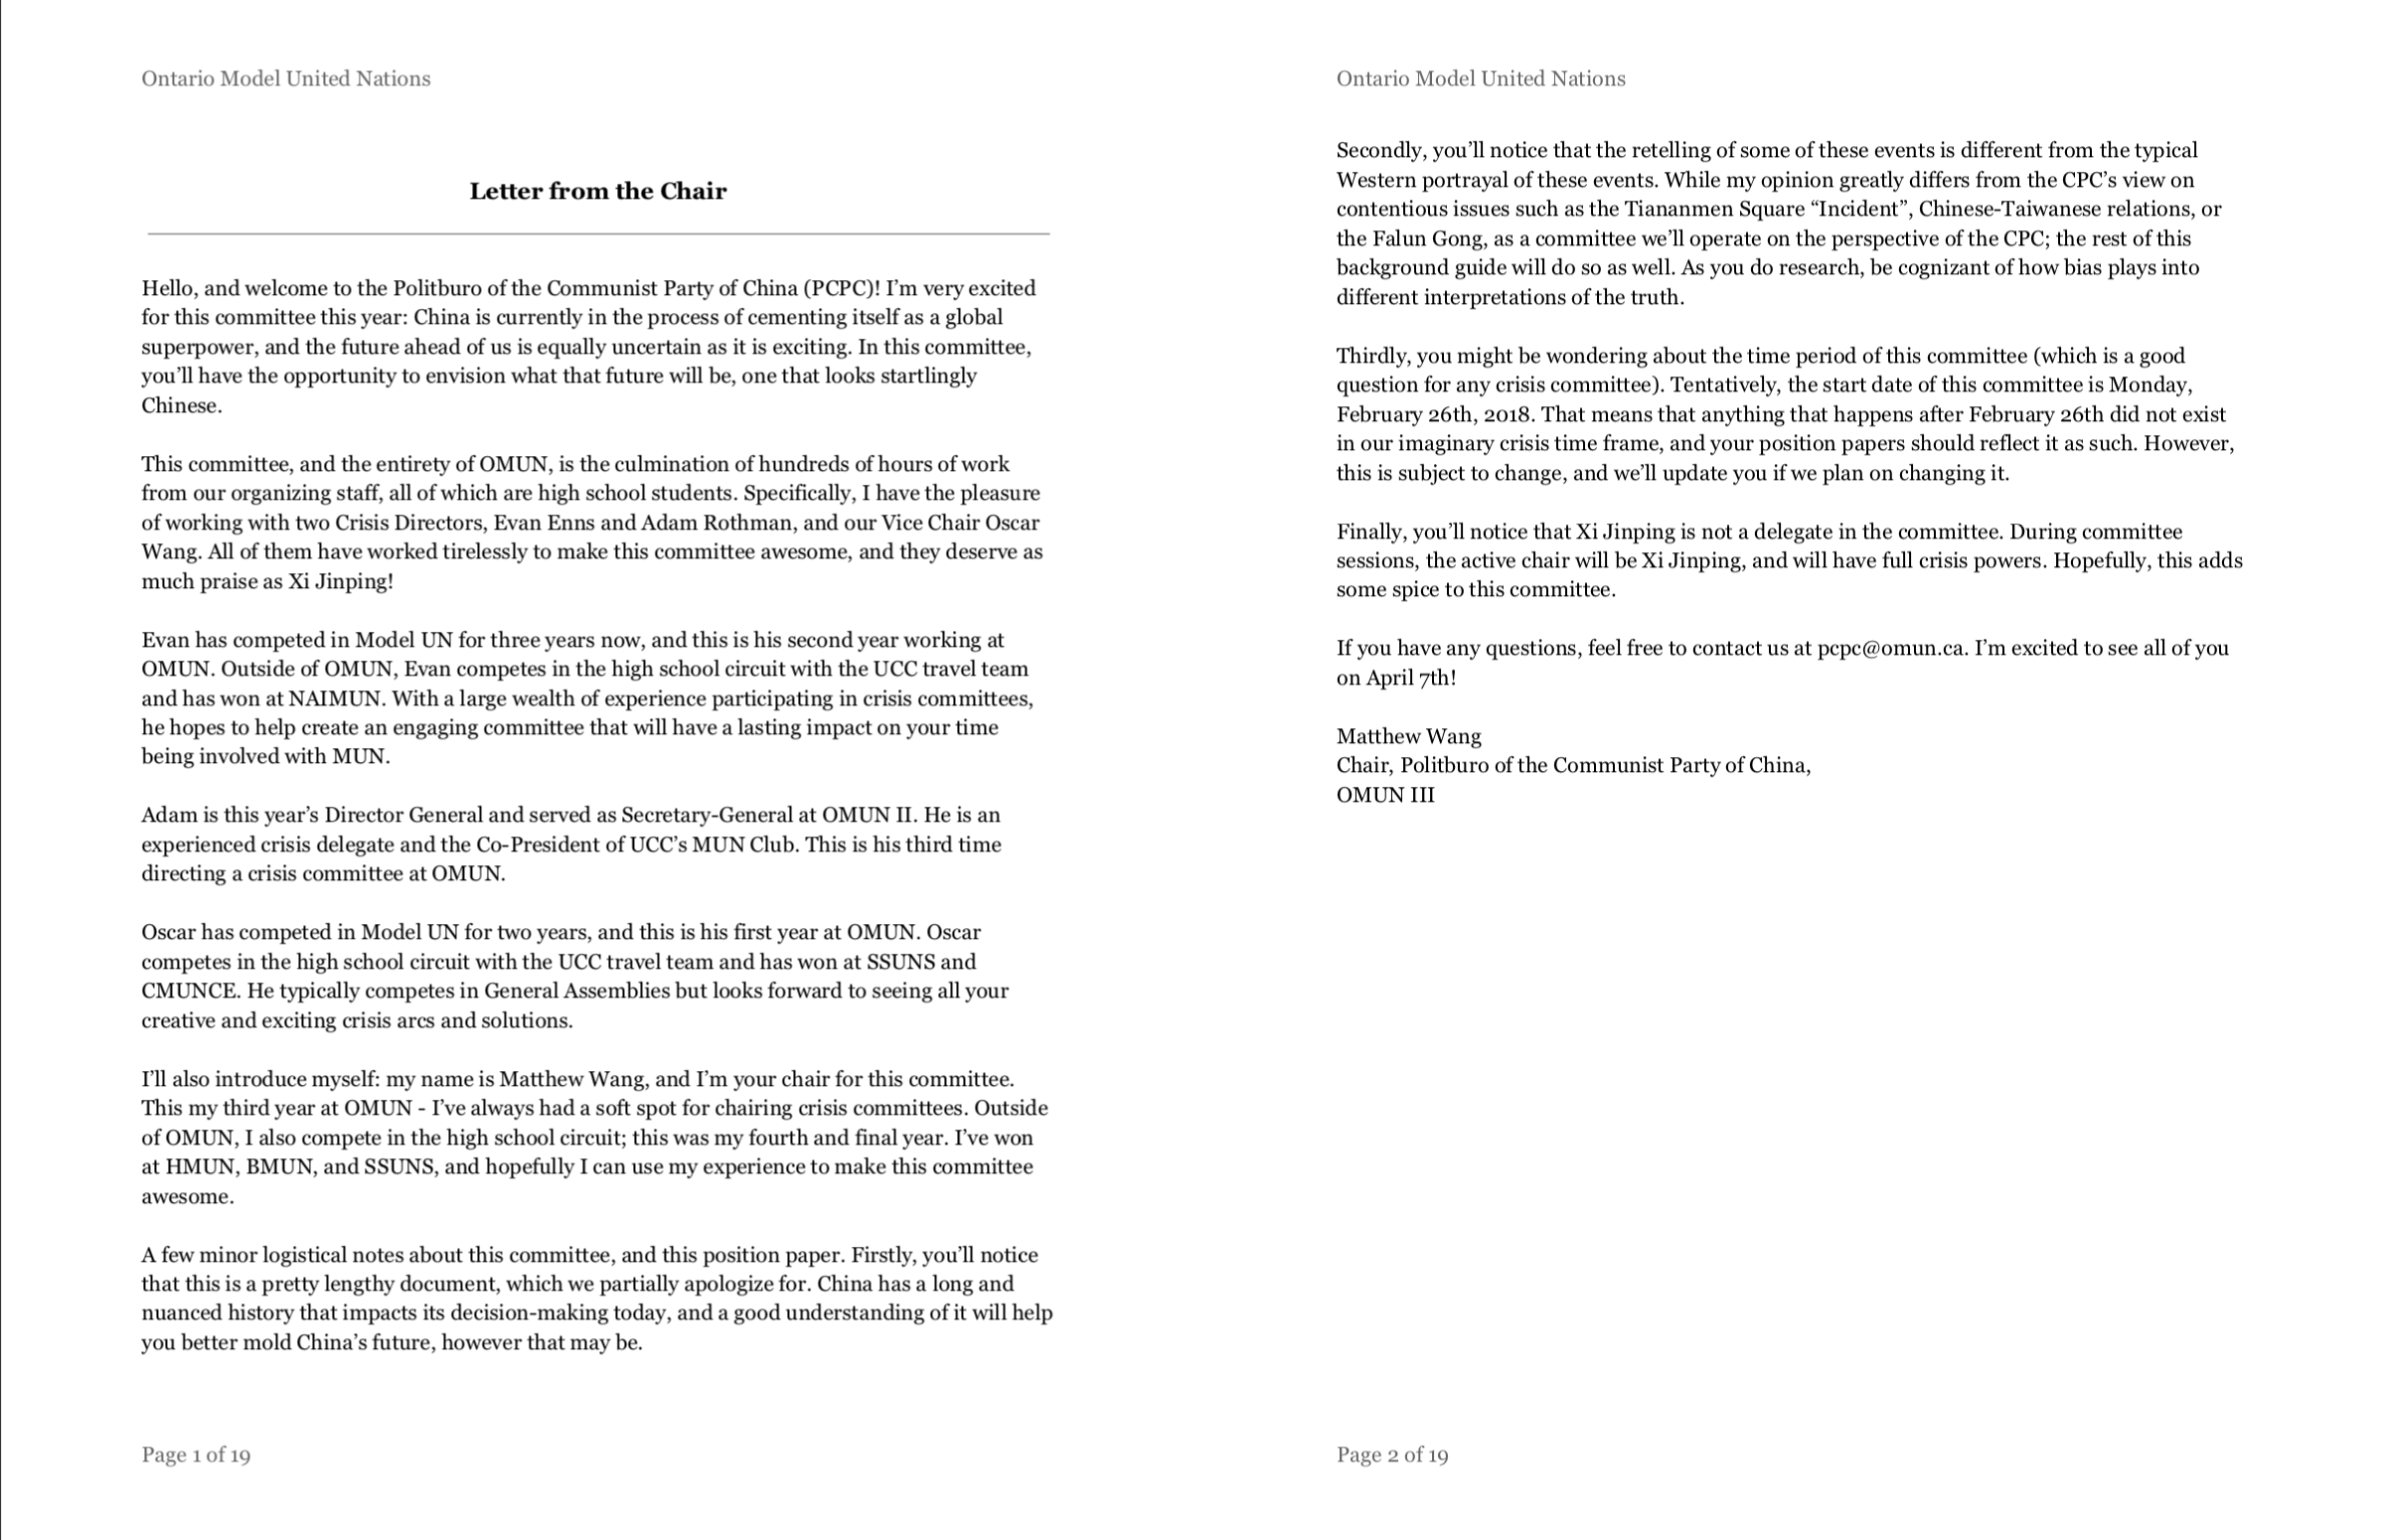 Ontario Model United Nations
Letter from the Chair
Hello, and welcome to the Politburo of the Communist Party of China (PCPC)! I’m very excited
for this committee this year: China is currently in the process of cementing itself as a global
superpower, and the future ahead of us is equally uncertain as it is exciting. In this committee,
you’ll have the opportunity to envision what that future will be, one that looks startlingly
Chinese.
This committee, and the entirety of OMUN, is the culmination of hundreds of hours of work
from our organizing staff, all of which are high school students. Specifically, I have the pleasure
of working with two Crisis Directors, Evan Enns and Adam Rothman, and our Vice Chair Oscar
Wang. All of them have worked tirelessly to make this committee awesome, and they deserve as
much praise as Xi Jinping!
Evan has competed in Model UN for three years now, and this is his second year working at
OMUN. Outside of OMUN, Evan competes in the high school circuit with the UCC travel team
and has won at NAIMUN. With a large wealth of experience participating in crisis committees,
he hopes to help create an engaging committee that will have a lasting impact on your time
being involved with MUN.
Adam is this year’s Director General and served as Secretary-General at OMUN II. He is an
experienced crisis delegate and the Co-President of UCC’s MUN Club. This is his third time
directing a crisis committee at OMUN.
Oscar has competed in Model UN for two years, and this is his first year at OMUN. Oscar
competes in the high school circuit with the UCC travel team and has won at SSUNS and
CMUNCE. He typically competes in General Assemblies but looks forward to seeing all your
creative and exciting crisis arcs and solutions.
I’ll also introduce myself: my name is Matthew Wang, and I’m your chair for this committee.
This my third year at OMUN - I’ve always had a soft spot for chairing crisis committees. Outside
of OMUN, I also compete in the high school circuit; this was my fourth and final year. I’ve won
at HMUN, BMUN, and SSUNS, and hopefully I can use my experience to make this committee
awesome.
A few minor logistical notes about this committee, and this position paper. Firstly, you’ll notice
that this is a pretty lengthy document, which we partially apologize for. China has a long and
nuanced history that impacts its decision-making today, and a good understanding of it will help
you better mold China’s future, however that may be.
Page 1 of 19
Ontario Model United Nations
Secondly, you’ll notice that the retelling of some of these events is different from the typical
Western portrayal of these events. While my opinion greatly differs from the CPC’s view on
contentious issues such as the Tiananmen Square “Incident”, Chinese-Taiwanese relations, or
the Falun Gong, as a committee we’ll operate on the perspective of the CPC; the rest of this
background guide will do so as well. As you do research, be cognizant of how bias plays into
different interpretations of the truth.
Thirdly, you might be wondering about the time period of this committee (which is a good
question for any crisis committee). Tentatively, the start date of this committee is Monday,
February 26th, 2018. That means that anything that happens after February 26th did not exist
in our imaginary crisis time frame, and your position papers should reflect it as such. However,
this is subject to change, and we’ll update you if we plan on changing it.
Finally, you’ll notice that Xi Jinping is not a delegate in the committee. During committee
sessions, the active chair will be Xi Jinping, and will have full crisis powers. Hopefully, this adds
some spice to this committee.
If you have any questions, feel free to contact us at pcpc@omun.ca. I’m excited to see all of you
on April 7th!
Matthew Wang
Chair, Politburo of the Communist Party of China,
OMUN III
Page 2 of 19